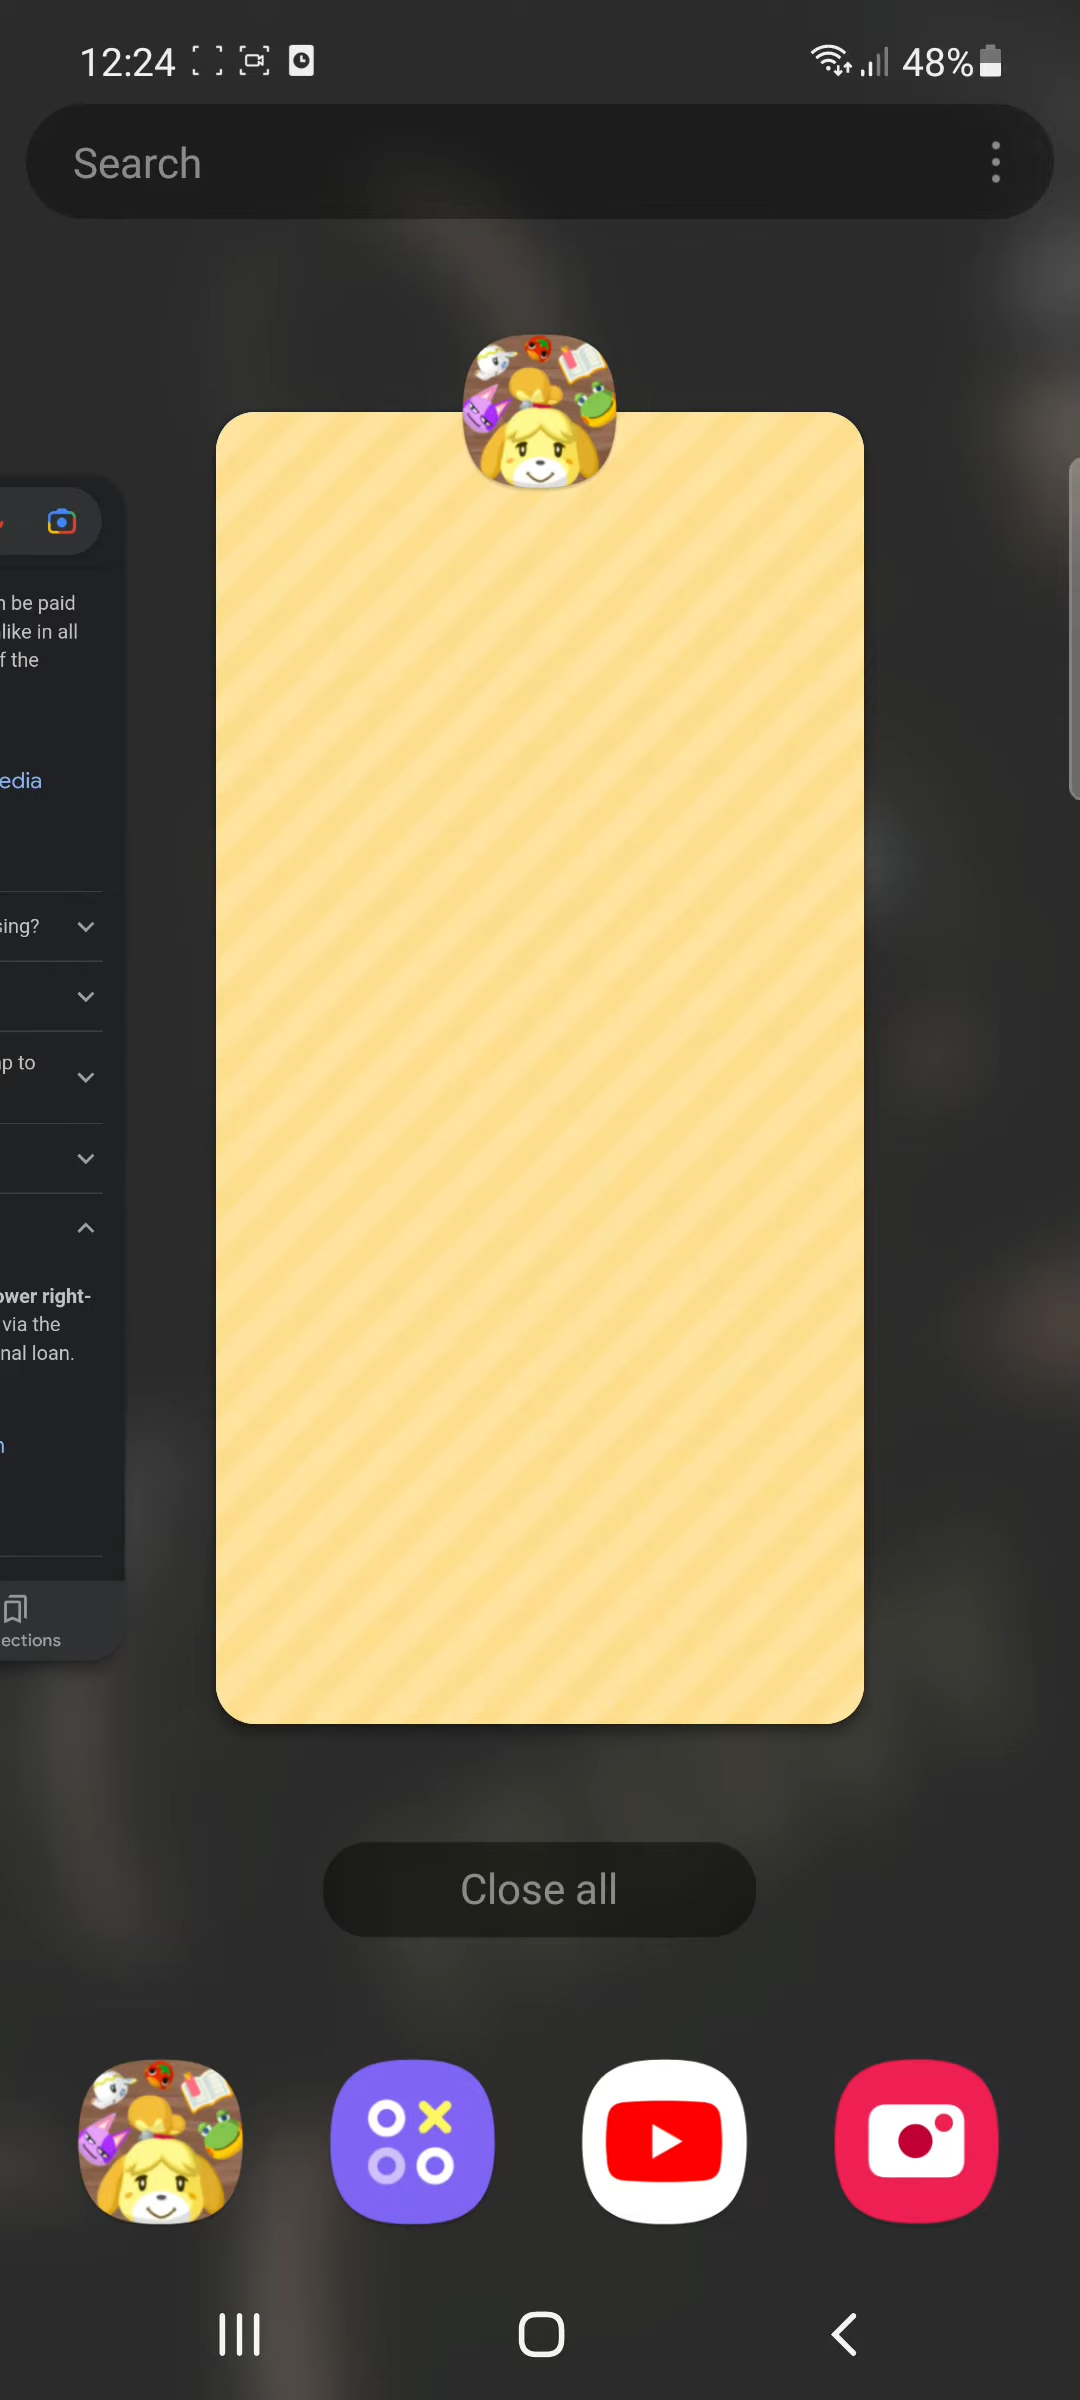 12:24
48%
Search
be paid
like in all
f the
edia
sing?
p to
ower right-
via the
nal loan.
ections
Close all